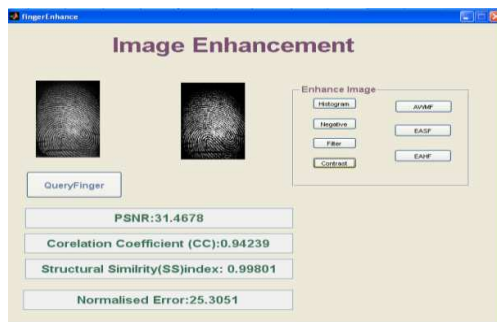 fingerEnhance
Image Enhancement
Enhance Image
Histogram
AWMF
Negative
EASF
Filter
EAHF
Contrast
QueryFinger
PSNR:31.4678
Corelation Coefficient (CC):0.94239
Structural Similrity(SS)index: 0.99801
Normalised Error:25.3051